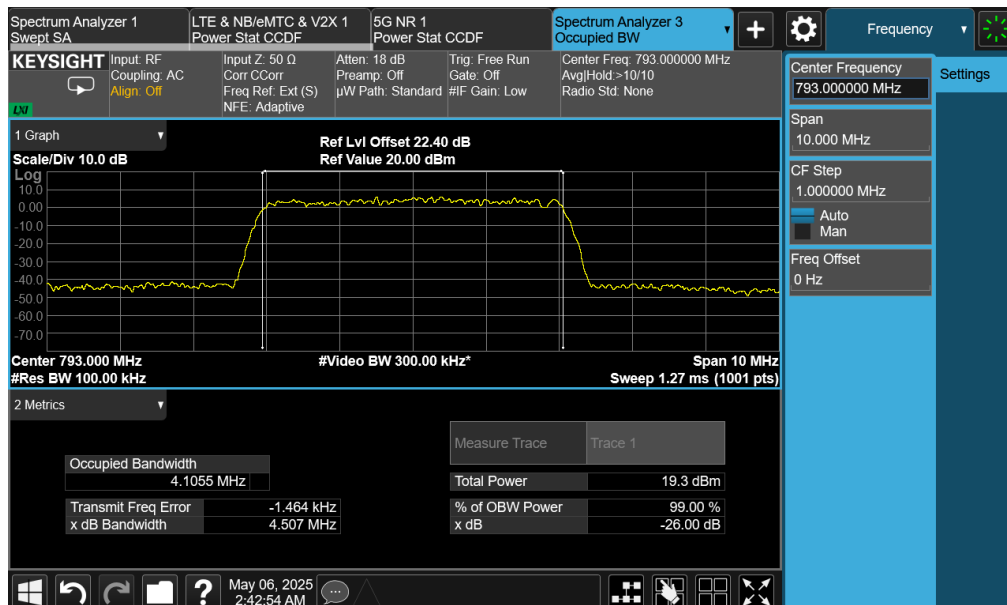 Spectrum Analyzer 1
Swept SA
LTE & NB/eMTC & V2X 1
Power Stat CCDF
5G NR 1
Power Stat CCDF
Spectrum Analyzer 3
Occupied BW
Frequency
KEYSIGHT
LXI
Input: RF
Coupling: AC
Align: Off
Input Z: 50 Ω
Corr CCorr
Freq Ref: Ext (S)
NFE: Adaptive
Atten: 18 dB
Preamp: Off
µW Path: Standard
Trig: Free Run
Gate: Off
#IF Gain: Low
Center Freq: 793.000000 MHz
Avg|Hold:>10/10
Radio Std: None
Center Frequency
793.000000 MHz
Settings
Span
10.000 MHz
CF Step
1.000000 MHz
Auto
Man
Freq Offset
0 Hz
1 Graph
Scale/Div 10.0 dB
Ref Lvl Offset 22.40 dB
Ref Value 20.00 dBm
Log
10.0
0.00
-10.0
-20.0
-30.0
-40.0
-50.0
-60.0
-70.0
Center 793.000 MHz
#Video BW 300.00 kHz*
Span 10 MHz
#Res BW 100.00 kHz
Sweep 1.27 ms (1001 pts)
2 Metrics
Measure Trace
Trace 1
Occupied Bandwidth
4.1055 MHz
Total Power
19.3 dBm
Transmit Freq Error
-1.464 kHz
% of OBW Power
99.00 %
x dB Bandwidth
4.507 MHz
x dB
-26.00 dB
?
May 06, 2025
2:42:54 AM